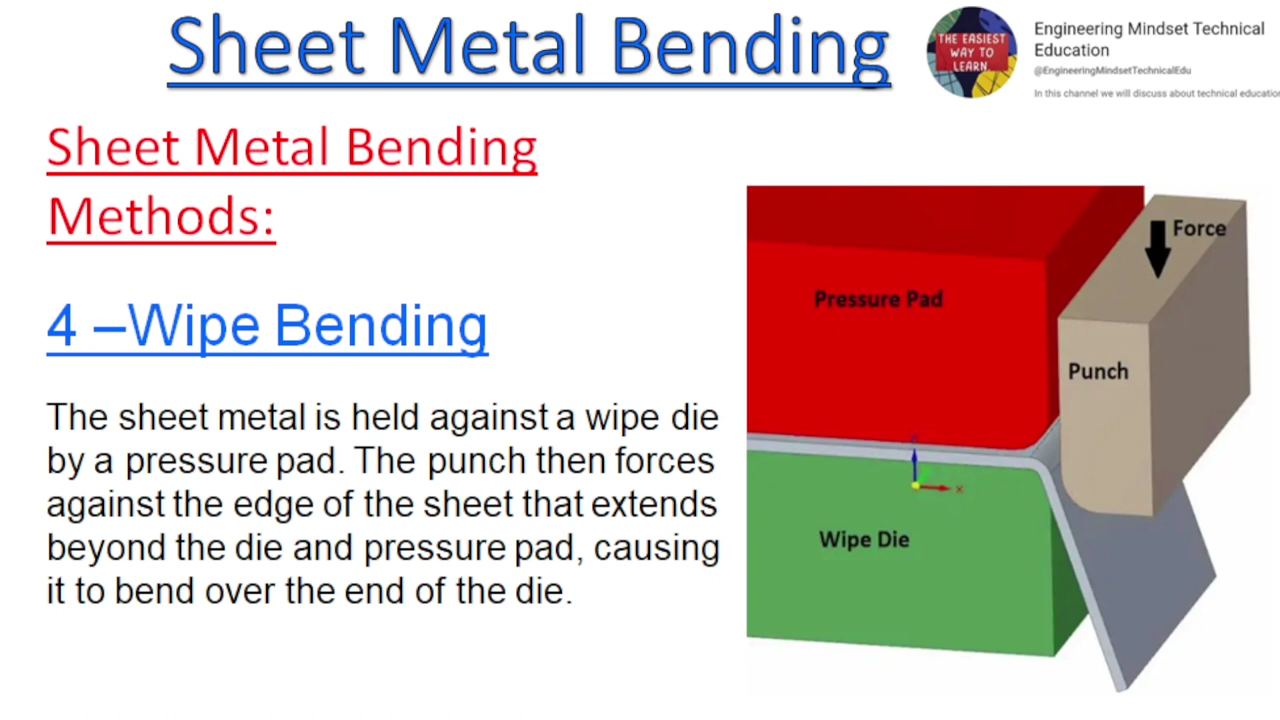 Sheet Metal Bending
THE EASIEST
WAY TO
LEARN
Engineering Mindset Technical
Education
@EngineeringMindsetTechnicalEdu
In this channel we will discuss about technical education
Sheet Metal Bending
Methods:
4 –Wipe Bending
The sheet metal is held against a wipe die
by a pressure pad. The punch then forces
against the edge of the sheet that extends
beyond the die and pressure pad, causing
it to bend over the end of the die.
Force
Pressure Pad
Punch
x
Wipe Die